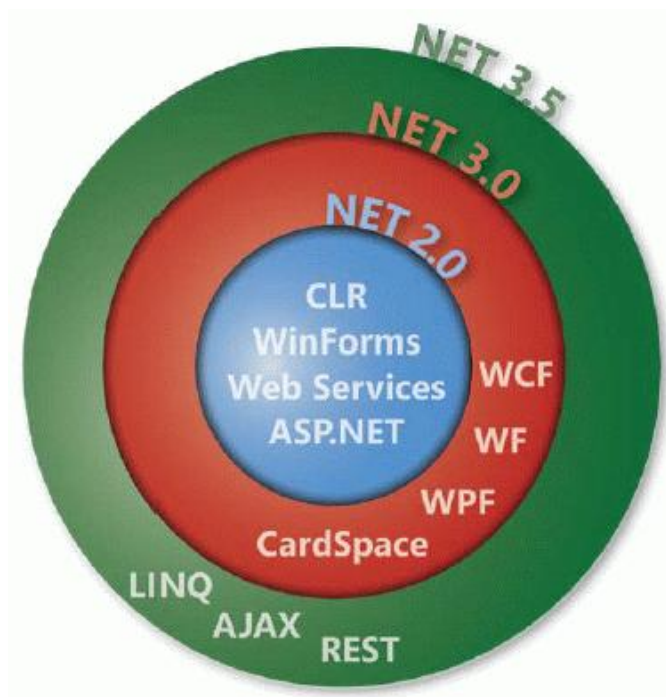 NET 3.5
NET 3.0
NET 2.0
CLR
WinForms
Web Services
ASP.NET
WCF
WF
WPF
CardSpace
LINQ
AJAX
REST